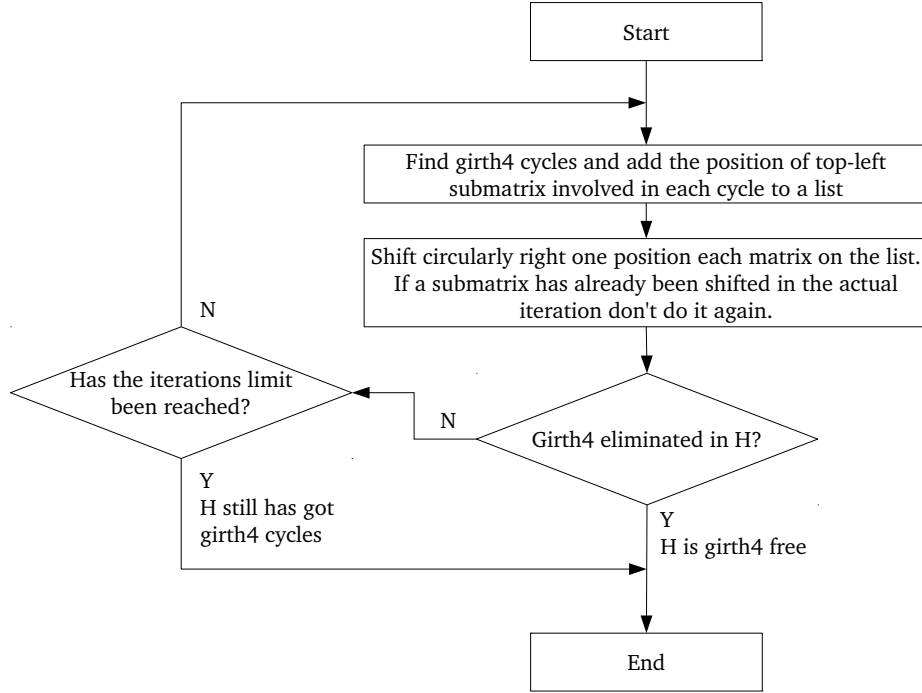 Start
Find girth4 cycles and add the position of top-left
submatrix involved in each cycle to a list
Shift circularly right one position each matrix on the list.
If a submatrix has already been shifted in the actual
iteration don't do it again.
N
Has the iterations limit
been reached?
N
Girth4 eliminated in H?
Y
H still has got
girth4 cycles
Y
H is girth4 free
End